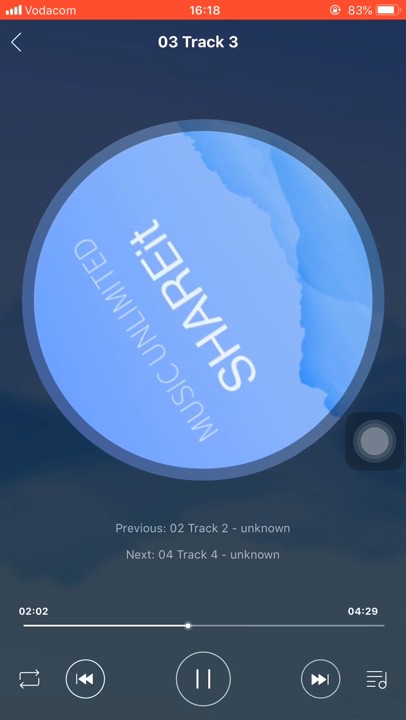 Vodacom 16:18 83%
03 Track 3
SHAREit
MUSIC UNLIMITED
Previous: 02 Track 2 - unknown
Next: 04 Track 4 - unknown
02:02 04:29